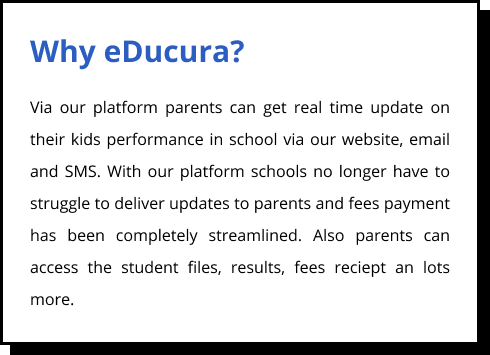 Why eDucura?
Via our platform parents can get real time update on
their kids performance in school via our website, email
and SMS. With our platform schools no longer have to
struggle to deliver updates to parents and fees payment
has been completely streamlined. Also parents can
access the student files, results, fees reciept an lots
more.